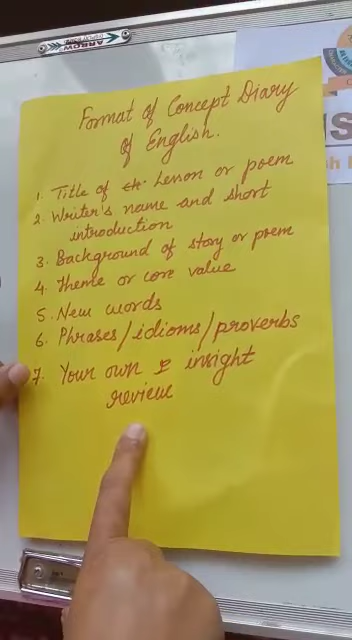 ARROW
Format of Concept Diary
of English.
1. Title of Lesson or poem
2. Writer's name and short
introduction
3. Background of story or poem
4. Theme or core value
5. New words
6. Phrases/idioms/proverbs
7. Your own insight
review